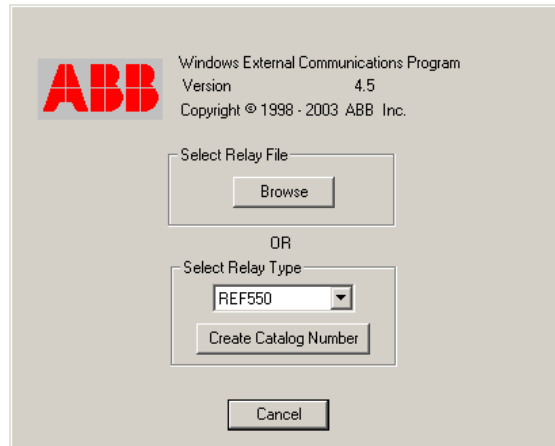 ABB
Windows External Communications Program
Version 4.5
Copyright © 1998 - 2003 ABB Inc.
Select Relay File
Browse
OR
Select Relay Type
REF550
Create Catalog Number
Cancel